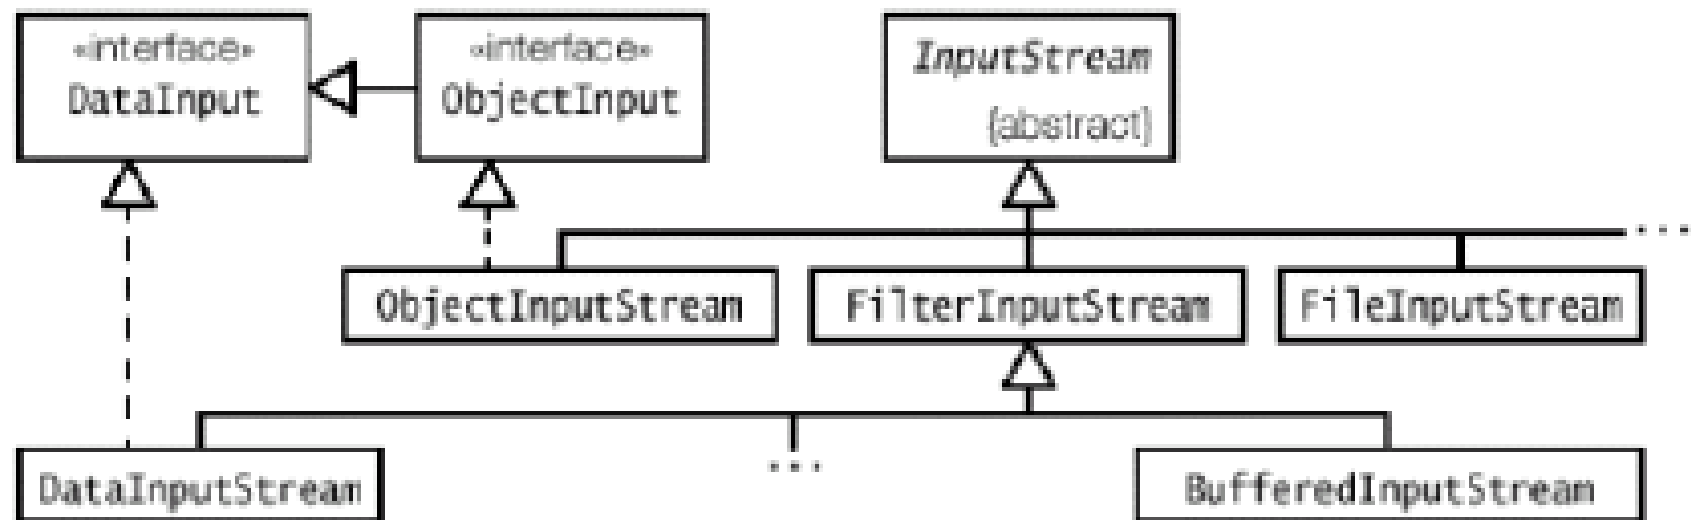 «interface»
DataInput
«interface»
ObjectInput
InputStream
{abstract}
...
ObjectInputStream
FilterInputStream
FileInputStream
DataInputStream
...
BufferedInputStream